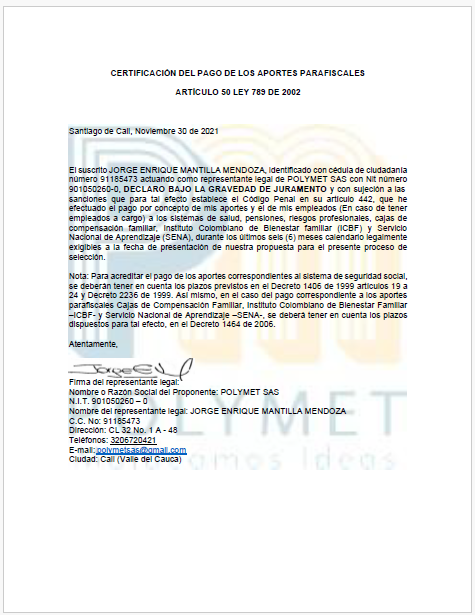 CERTIFICACIÓN DEL PAGO DE LOS APORTES PARAFISCALES
ARTÍCULO 50 LEY 789 DE 2002
Santiago de Cali, Noviembre 30 de 2021
El suscrito JORGE ENRIQUE MANTILLA MENDOZA, identificado con cédula de ciudadanía
número 91185473 actuando como representante legal de POLYMET SAS con Nit número
901050260-0, DECLARO BAJO LA GRAVEDAD DE JURAMENTO y con sujeción a las
sanciones que para tal efecto establece el Código Penal en su artículo 442, que he
efectuado el pago por concepto de mis aportes y el de mis empleados (En caso de tener
empleados a cargo) a los sistemas de salud, pensiones, riesgos profesionales, cajas de
compensación familiar, Instituto Colombiano de Bienestar familiar (ICBF) y Servicio
Nacional de Aprendizaje (SENA), durante los últimos seis (6) meses calendario legalmente
exigibles a la fecha de presentación de nuestra propuesta para el presente proceso de
selección.
Nota: Para acreditar el pago de los aportes correspondientes al sistema de seguridad social,
se deberán tener en cuenta los plazos previstos en el Decreto 1406 de 1999 artículos 19 a
24 y Decreto 2236 de 1999. Así mismo, en el caso del pago correspondiente a los aportes
parafiscales Cajas de Compensación Familiar, Instituto Colombiano de Bienestar Familiar
–ICBF- y Servicio Nacional de Aprendizaje –SENA-, se deberá tener en cuenta los plazos
dispuestos para tal efecto, en el Decreto 1464 de 2006.
Atentamente,
Firma del representante legal:
Nombre o Razón Social del Proponente: POLYMET SAS
N.I.T. 901050260 – 0
Nombre del representante legal: JORGE ENRIQUE MANTILLA MENDOZA
C.C. No: 91185473
POLYMET
Dirección: CL 32 No. 1 A - 48
Teléfonos: 3206720421
E-mail: polymetsas@gmail.com
Ciudad: Cali (Valle del Cauca)